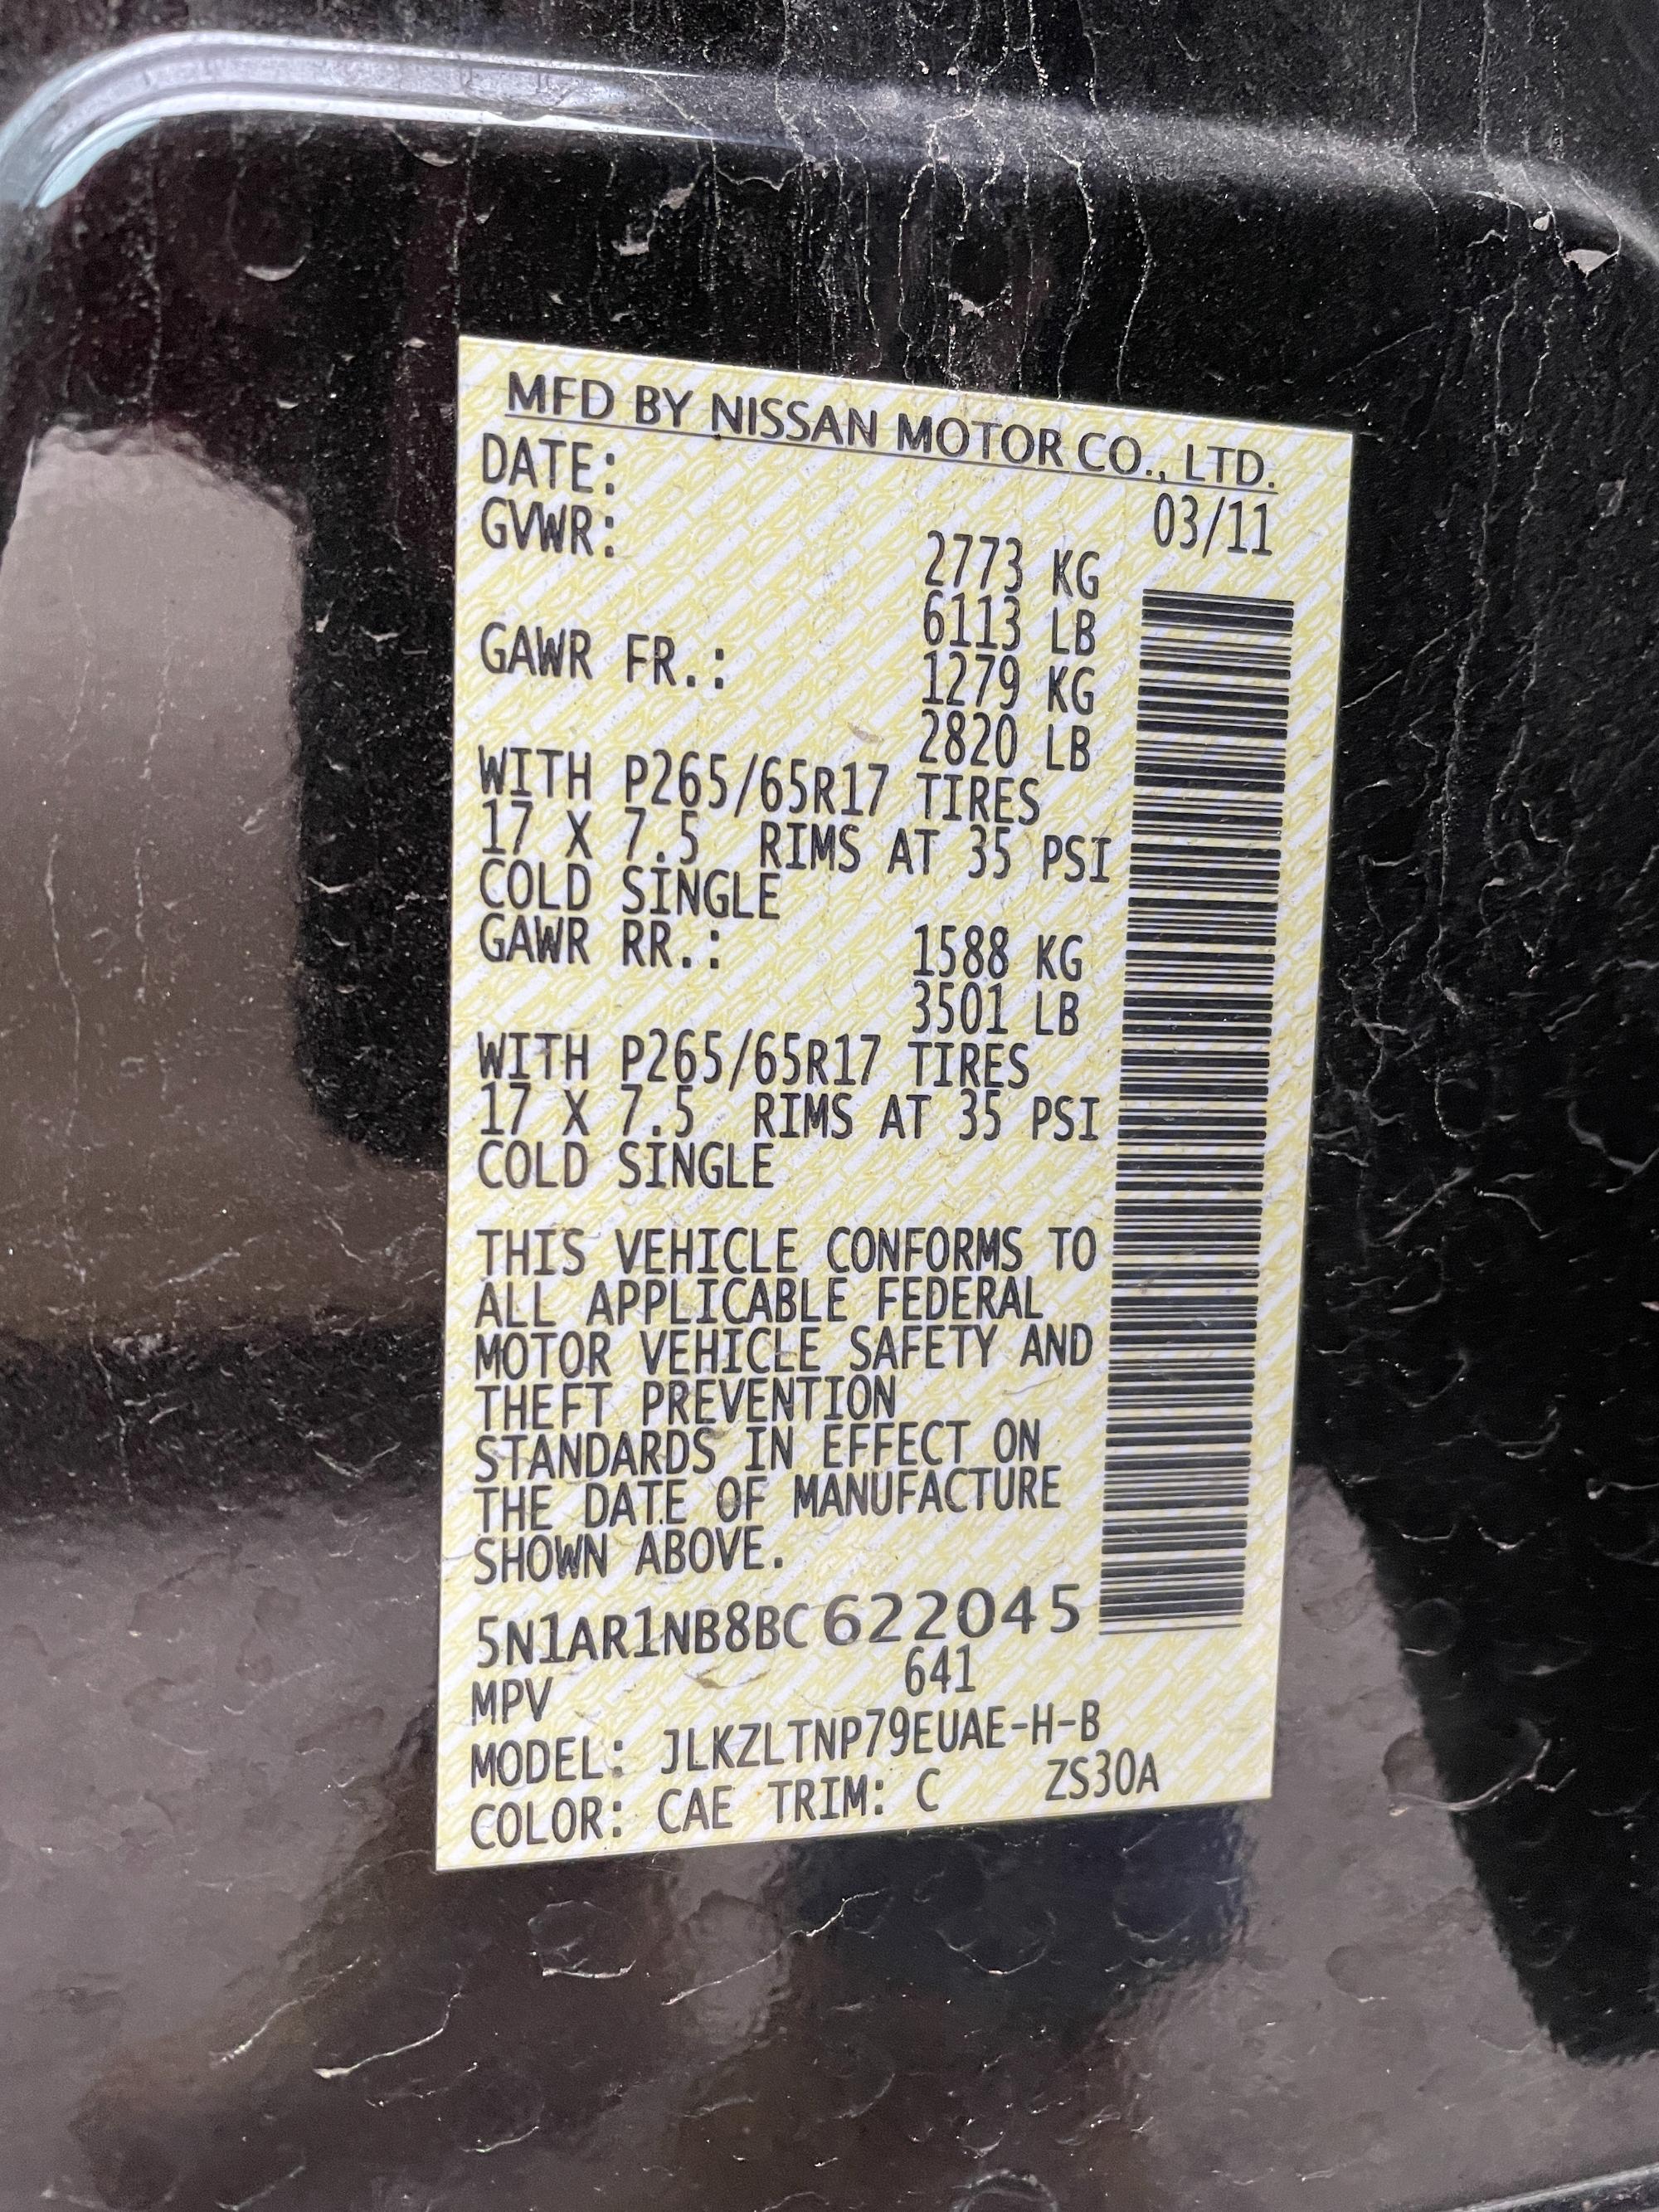 MFD BY NISSAN MOTOR CO., LTD.
DATE: 03/11
GVWR: 2773 KG
6113 LB
GAWR FR.: 1279 KG
2820 LB
WITH P265/65R17 TIRES
17 X 7.5 RIMS AT 35 PSI
COLD SINGLE
GAWR RR.: 1588 KG
3501 LB
WITH P265/65R17 TIRES
17 X 7.5 RIMS AT 35 PSI
COLD SINGLE
THIS VEHICLE CONFORMS TO
ALL APPLICABLE FEDERAL
MOTOR VEHICLE SAFETY AND
THEFT PREVENTION
STANDARDS IN EFFECT ON
THE DATE OF MANUFACTURE
SHOWN ABOVE.
5N1AR1NB8BC622045
MPV 641
MODEL: JLKZLTNP79EUAE-H-B
COLOR: CAE TRIM: C ZS30A